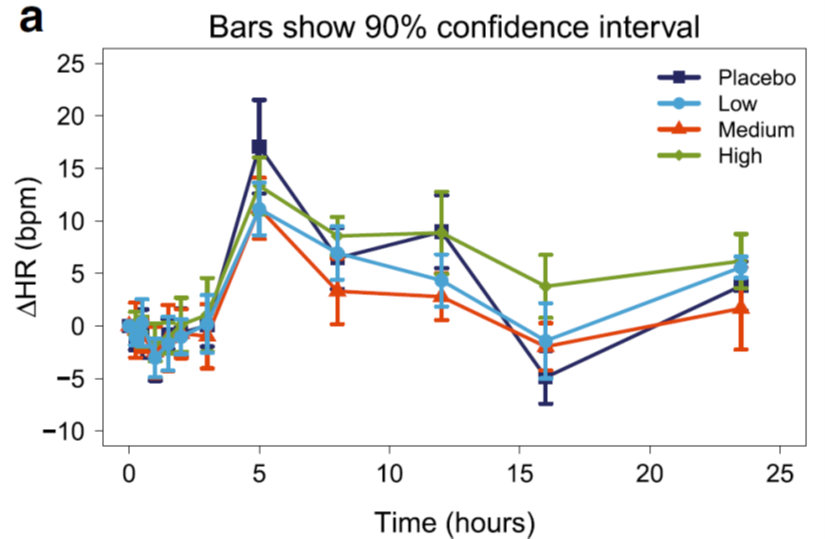 a
Bars show 90% confidence interval
25
20
15
10
5
0
−5
−10
ΔHR (bpm)
Placebo
Low
Medium
High
0 5 10 15 20 25
Time (hours)